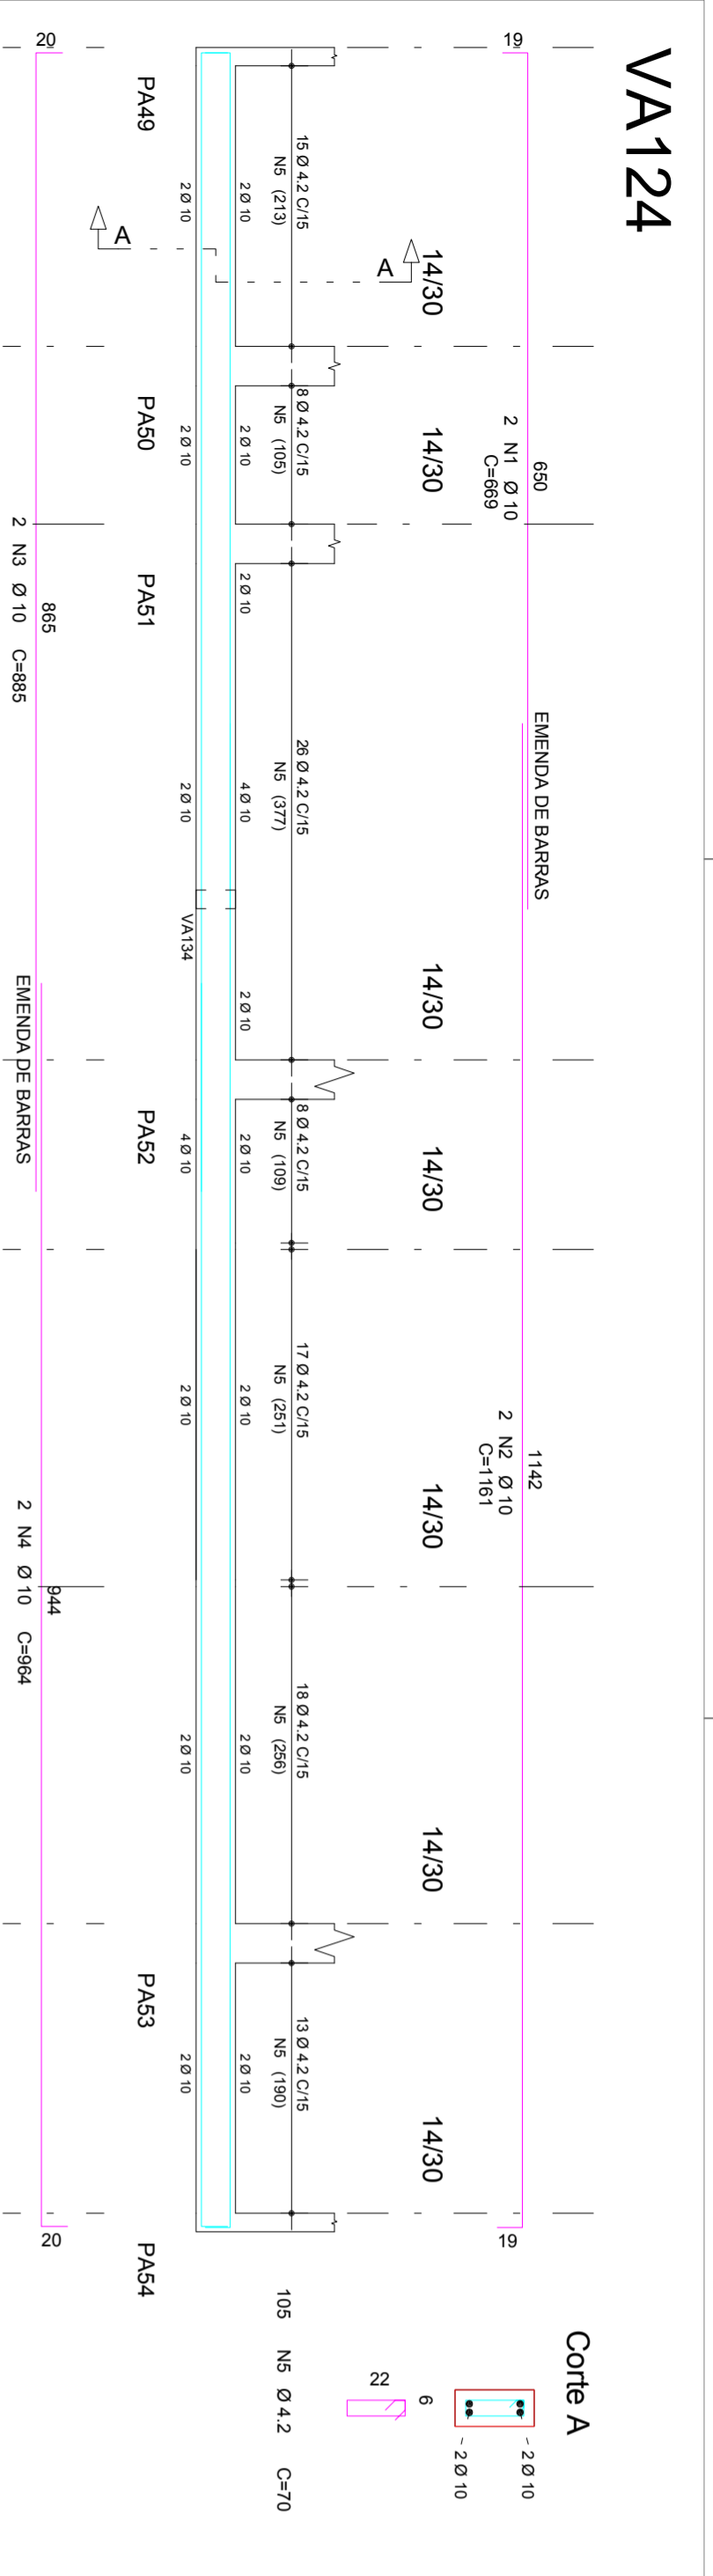 VA124
19
650
2 N1 Ø 10
C=669
EMENDA DE BARRAS
1142
2 N2 Ø 10
C=1161
19
14/30
14/30
14/30
14/30
14/30
14/30
14/30
A
15 Ø 4.2 C/15
N5 (213)
8 Ø 4.2 C/15
N5 (105)
26 Ø 4.2 C/15
N5 (377)
8 Ø 4.2 C/15
N5 (109)
17 Ø 4.2 C/15
N5 (251)
18 Ø 4.2 C/15
N5 (256)
13 Ø 4.2 C/15
N5 (190)
2 Ø 10
2 Ø 10
2 Ø 10
4 Ø 10
2 Ø 10
2 Ø 10
2 Ø 10
2 Ø 10
2 Ø 10
2 Ø 10
2 Ø 10
2 Ø 10
VA134
4 Ø 10
2 Ø 10
2 Ø 10
2 Ø 10
A
PA49
PA50
PA51
PA52
PA53
PA54
20
865
2 N3 Ø 10 C=885
EMENDA DE BARRAS
944
2 N4 Ø 10 C=964
20
Corte A
2 Ø 10
2 Ø 10
6
22
105 N5 Ø 4.2 C=70